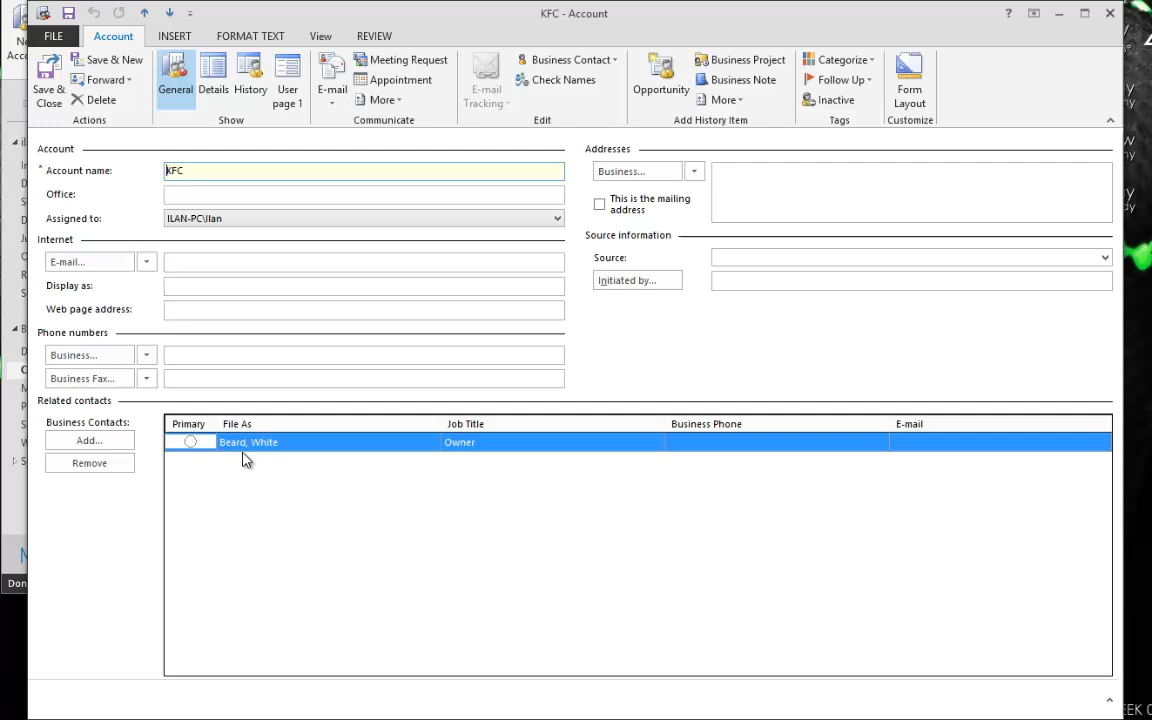 KFC - Account
FILE
Account
INSERT
FORMAT TEXT
View
REVIEW
Save & Close
Save & New
Forward
Delete
Actions
General
Details
History
User page 1
Show
E-mail
Meeting Request
Appointment
More
Communicate
E-mail Tracking
Business Contact
Check Names
Edit
Opportunity
Business Project
Business Note
More
Add History Item
Categorize
Follow Up
Inactive
Tags
Form Layout
Customize
Account
* Account name: KFC
Office:
Assigned to: ILAN-PC\Ilan
Internet
E-mail...
Display as:
Web page address:
Phone numbers
Business...
Business Fax...
Addresses
Business...
This is the mailing
address
Source information
Source:
Initiated by...
Related contacts
Business Contacts:
Add...
Remove
Primary File As Job Title Business Phone E-mail
Beard, White Owner
Don